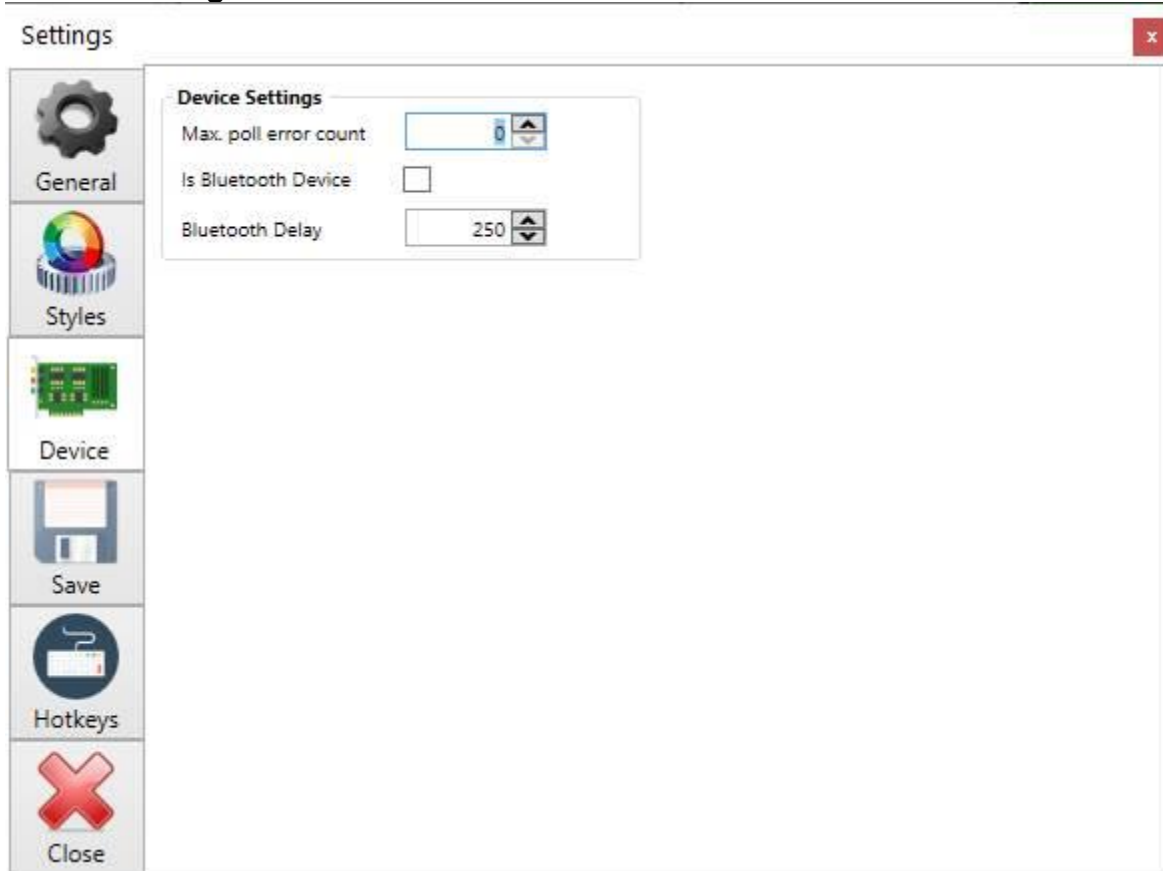 Settings
x
General
Styles
Device
Save
Hotkeys
Close
Device Settings
Max. poll error count 0
Is Bluetooth Device
Bluetooth Delay 250